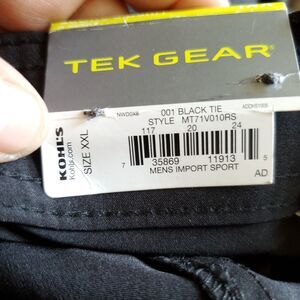 TEK GEAR
001 BLACK TIE
STYLE MT71V010RS
117 20 24
7 35869 11913 5
MENS IMPORT SPORT
AD
KOHLS
Kohls.com
SIZE XXL